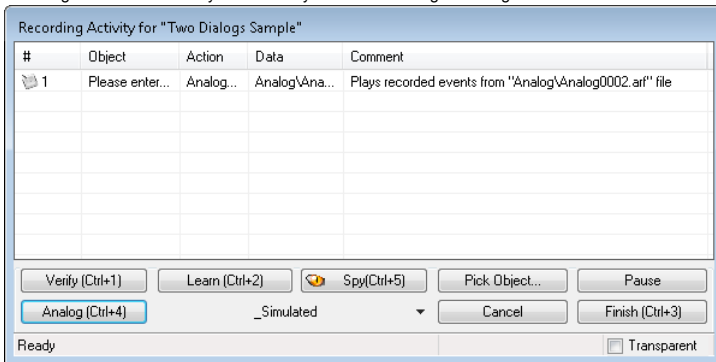 Recording Activity for "Two Dialogs Sample"
# Object Action Data Comment
1 Please enter... Analog... Analog\Ana... Plays recorded events from "Analog\Analog0002.arf" file
Verify (Ctrl+1) Learn (Ctrl+2) Spy(Ctrl+5) Pick Object... Pause
Analog (Ctrl+4) _Simulated Cancel Finish (Ctrl+3)
Ready Transparent